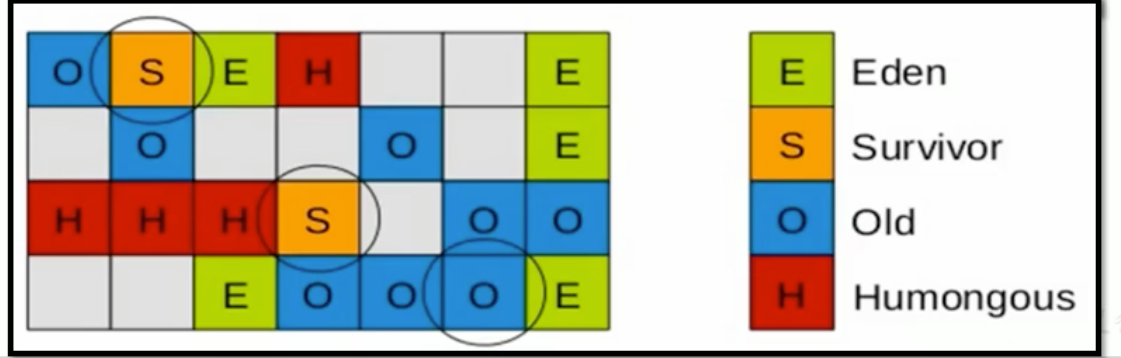 O S E H E
O O E
H H H S O O
E O O O E
E Eden
S Survivor
O Old
H Humongous